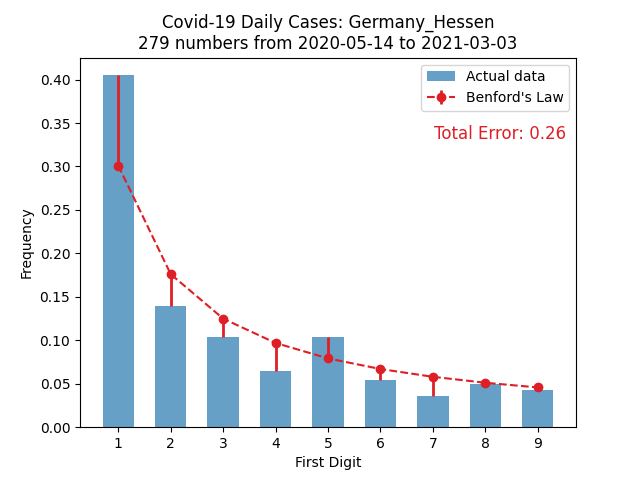 Covid-19 Daily Cases: Germany_Hessen
279 numbers from 2020-05-14 to 2021-03-03
Actual data
Benford's Law
Total Error: 0.26
Frequency
0.40
0.35
0.30
0.25
0.20
0.15
0.10
0.05
0.00
1 2 3 4 5 6 7 8 9
First Digit